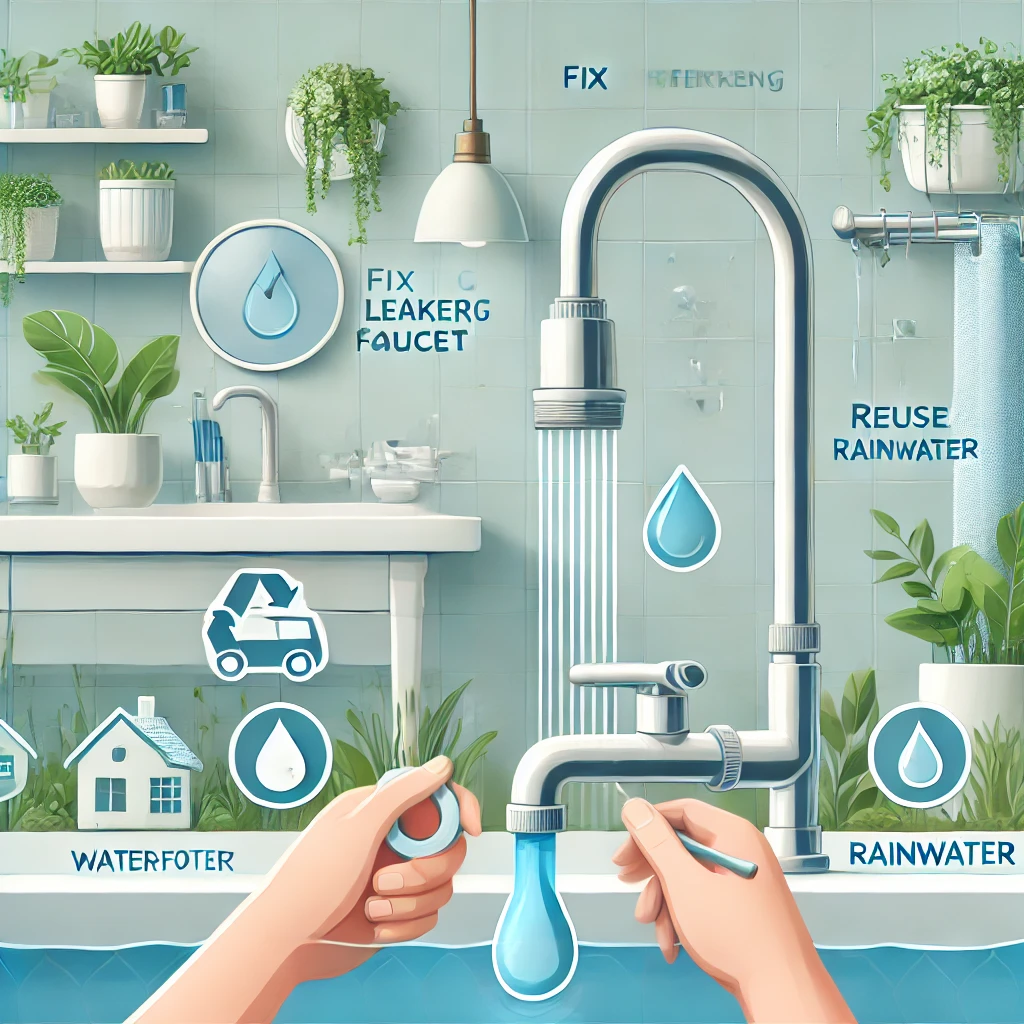 FIX
FIX
LEAKERG
FAUCET
REUSE
RAINWATER
WATERFOTER
RAINWATER